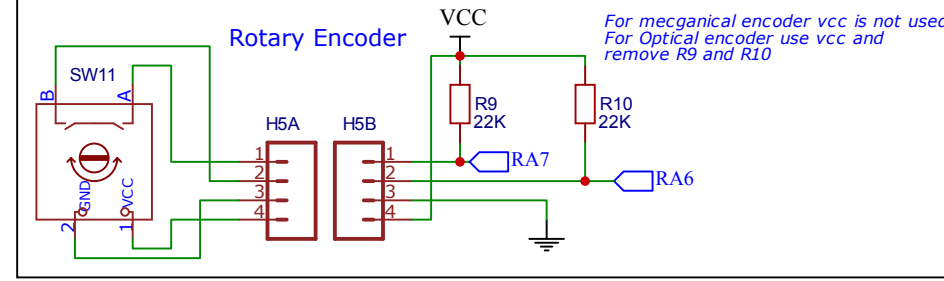 VCC
For mecganical encoder vcc is not used
For Optical encoder use vcc and
remove R9 and R10
Rotary Encoder
SW11
B
A
H5A
H5B
R9
22K
R10
22K
1
2
3
4
1
2
3
4
RA7
RA6
GND
VCC
2
1